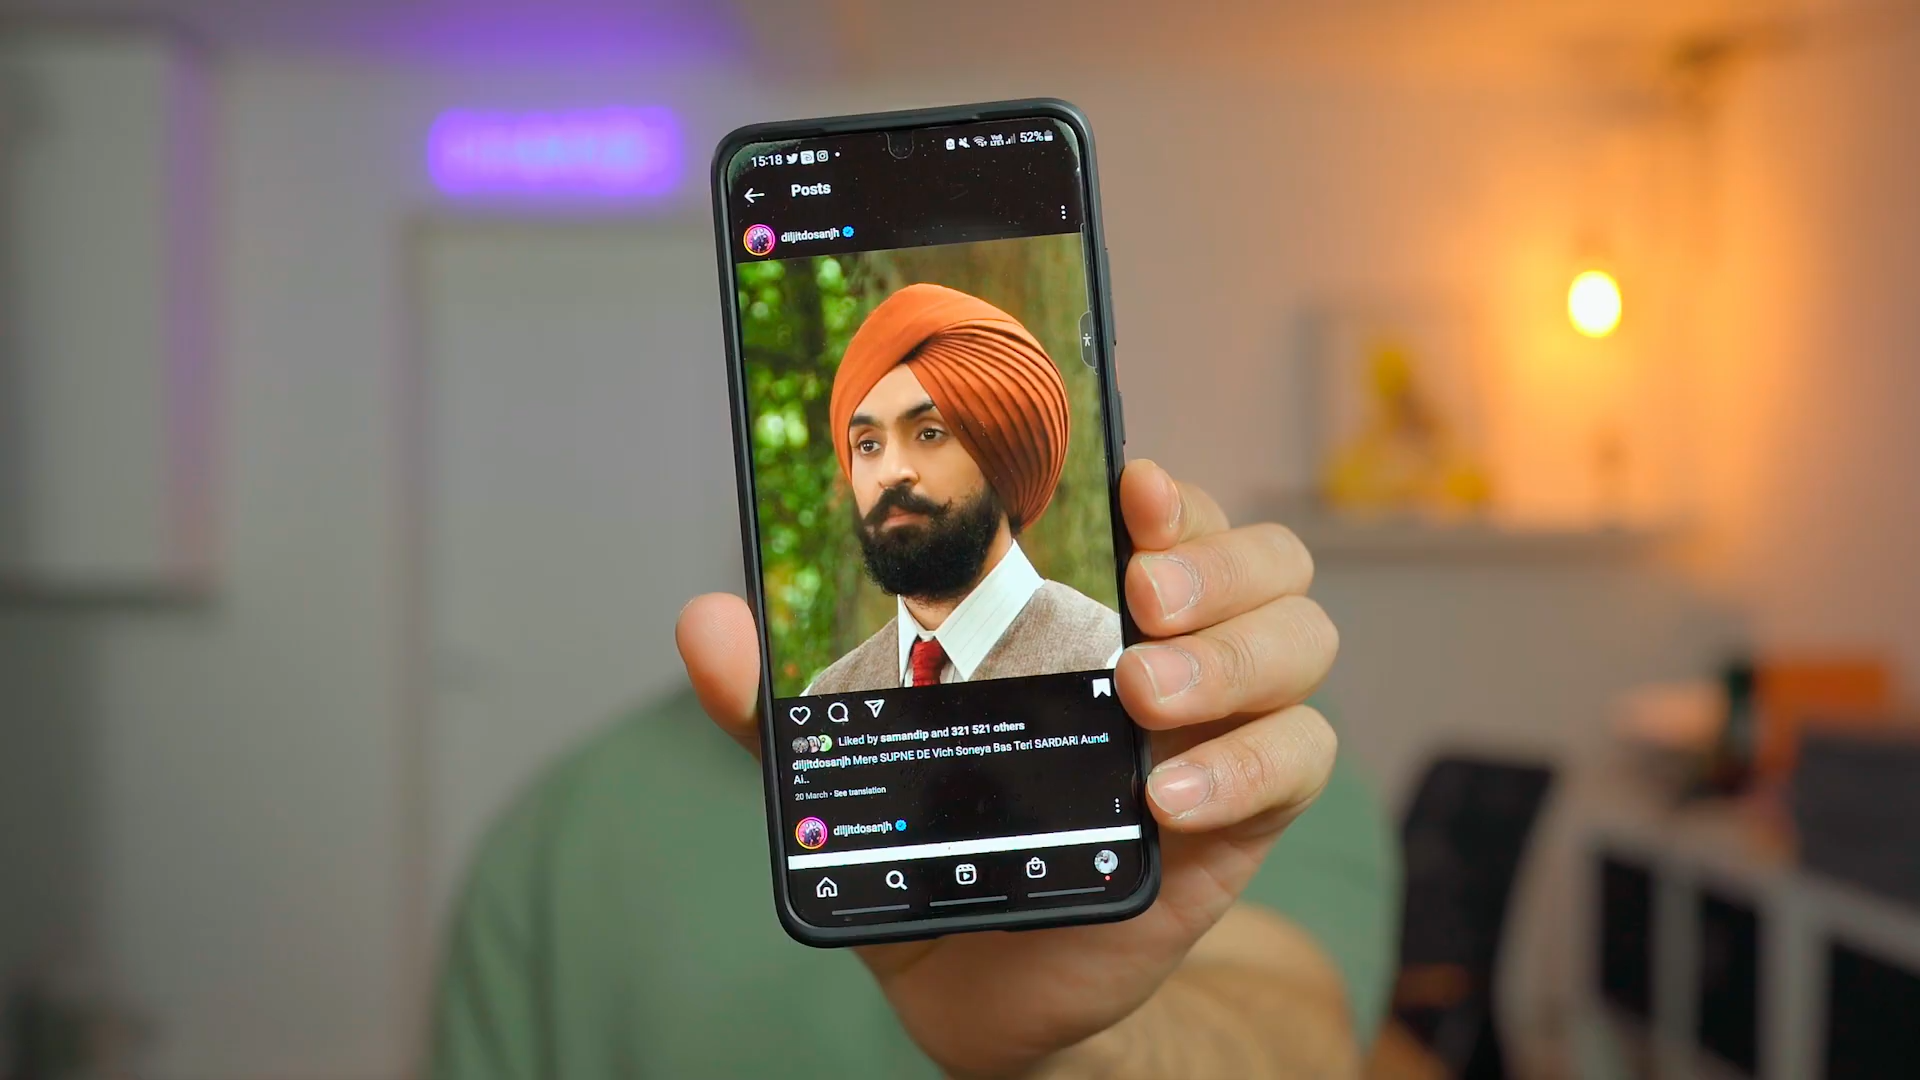 15:18 52%
Posts
diljitdosanjh
Liked by samandip and 321 521 others
diljitdosanjh Mere SUPNE DE Vich Soneya Bas Teri SARDARI Aundi
Ai..
20 March • See translation
diljitdosanjh